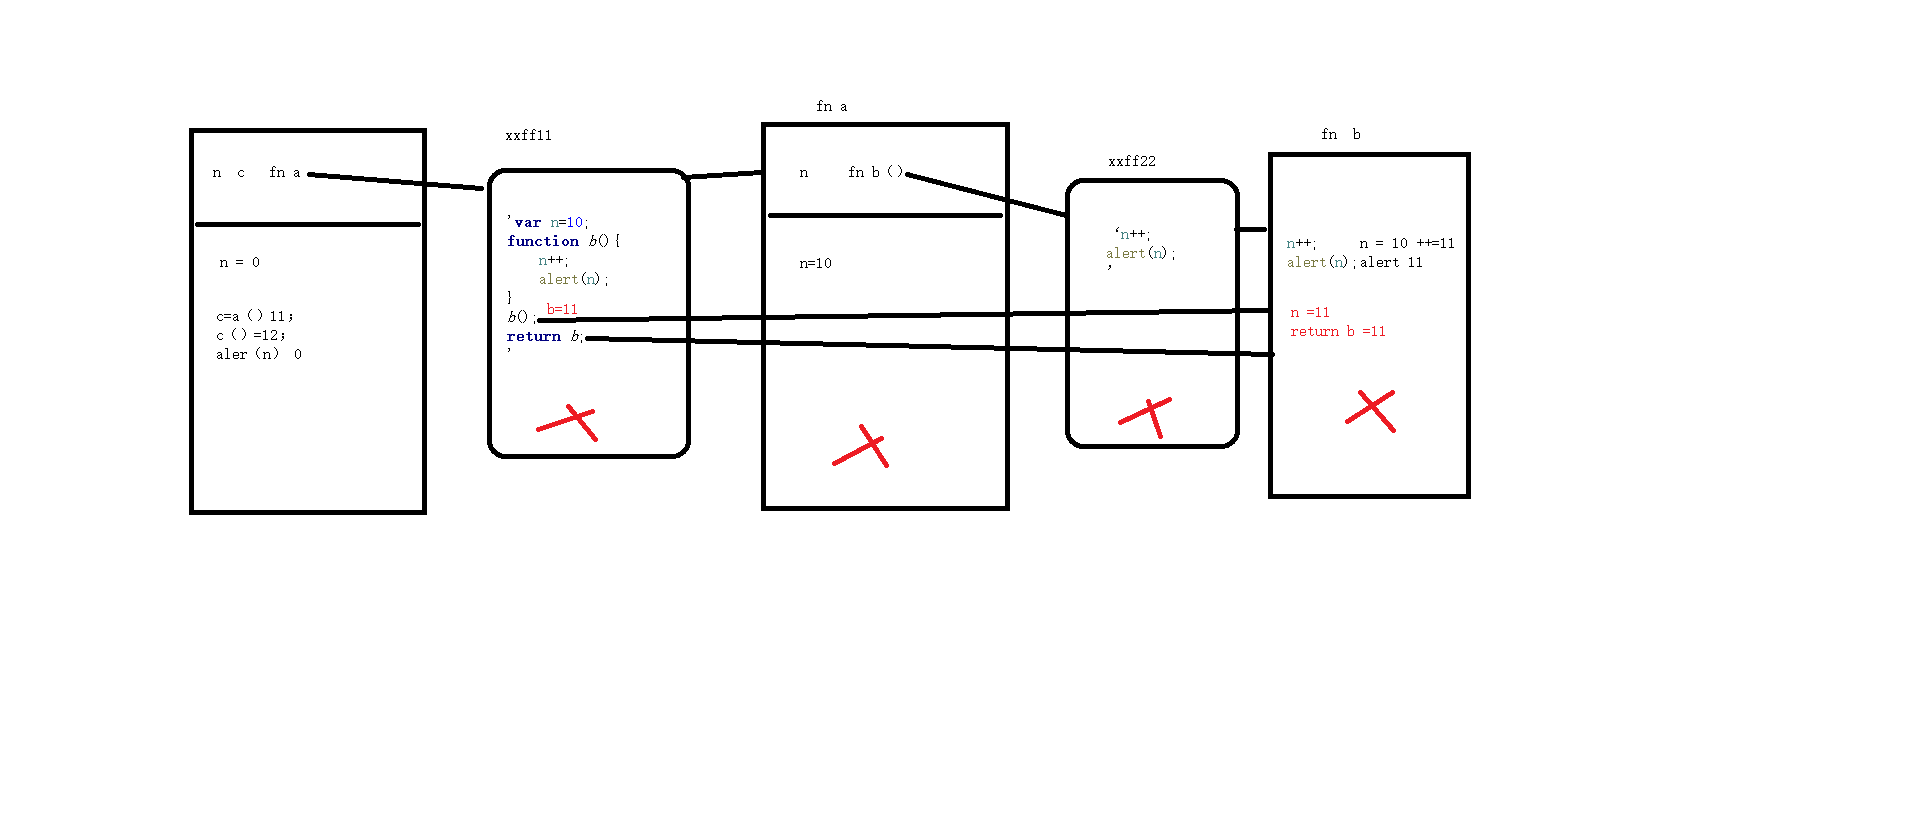 n c fn a
n = 0
c=a（）11；
c（）=12；
aler（n） 0
xxff11
'var n=10;
function b(){
n++;
alert(n);
}
b(); b=11
return b;
'
fn a
n fn b（）
n=10
xxff22
‘n++;
alert(n);
’
fn b
n++; n = 10 ++=11
alert(n);alert 11
n =11
return b =11